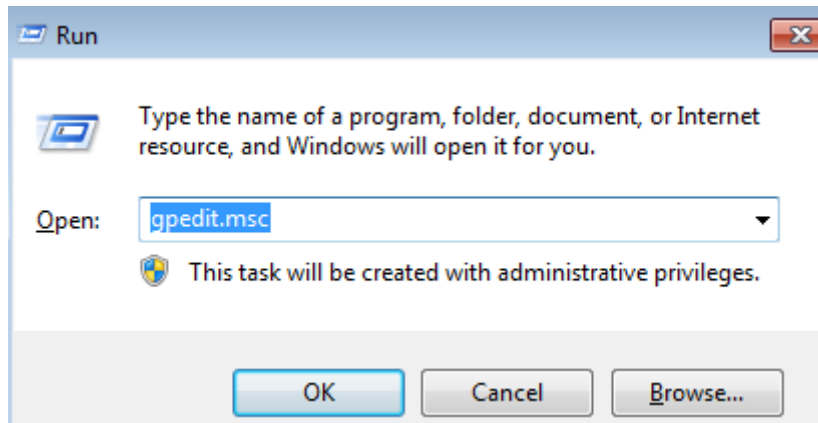 Run
Type the name of a program, folder, document, or Internet
resource, and Windows will open it for you.
Open: gpedit.msc
This task will be created with administrative privileges.
OK Cancel Browse...